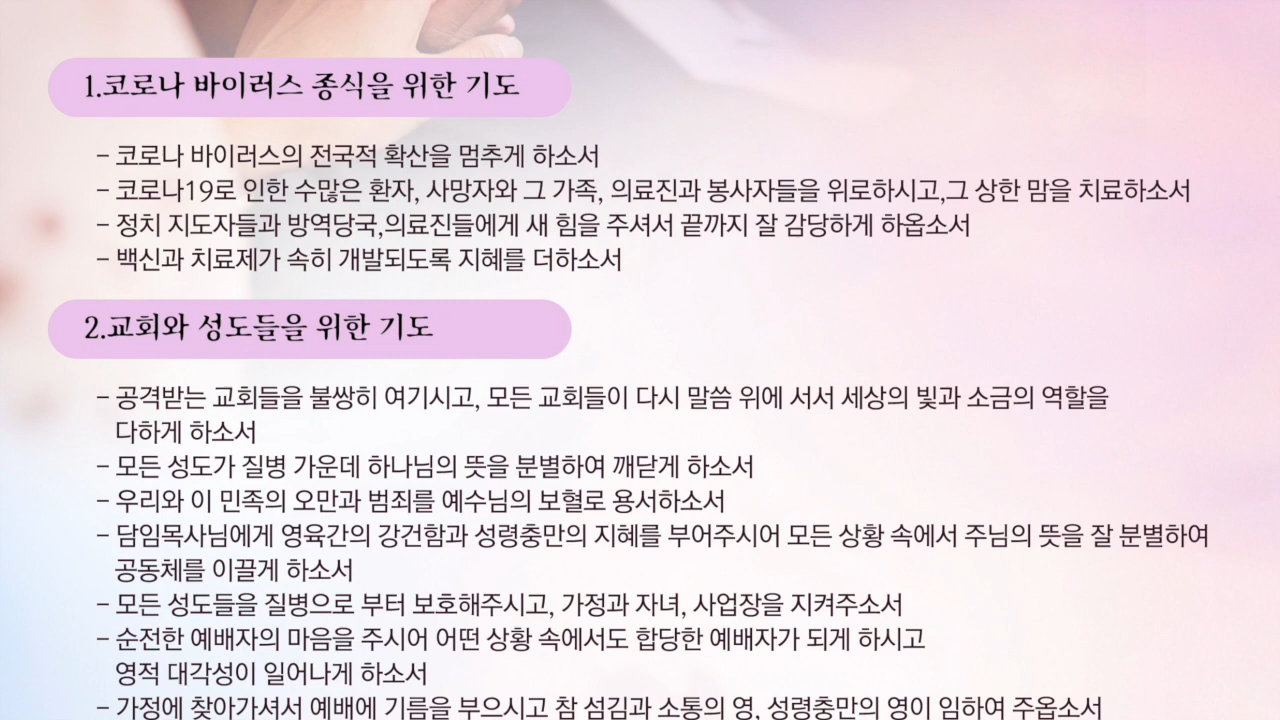 1.코로나 바이러스 종식을 위한 기도
- 코로나 바이러스의 전국적 확산을 멈추게 하소서
- 코로나19로 인한 수많은 환자, 사망자와 그 가족, 의료진과 봉사자들을 위로하시고,그 상한 맘을 치료하소서
- 정치 지도자들과 방역당국,의료진들에게 새 힘을 주셔서 끝까지 잘 감당하게 하옵소서
- 백신과 치료제가 속히 개발되도록 지혜를 더하소서
2.교회와 성도들을 위한 기도
- 공격받는 교회들을 불쌍히 여기시고, 모든 교회들이 다시 말씀 위에 서서 세상의 빛과 소금의 역할을
다하게 하소서
- 모든 성도가 질병 가운데 하나님의 뜻을 분별하여 깨닫게 하소서
- 우리와 이 민족의 오만과 범죄를 예수님의 보혈로 용서하소서
- 담임목사님에게 영육간의 강건함과 성령충만의 지혜를 부어주시어 모든 상황 속에서 주님의 뜻을 잘 분별하여
공동체를 이끌게 하소서
- 모든 성도들을 질병으로 부터 보호해주시고, 가정과 자녀, 사업장을 지켜주소서
- 순전한 예배자의 마음을 주시어 어떤 상황 속에서도 합당한 예배자가 되게 하시고
영적 대각성이 일어나게 하소서
- 가정에 찾아가셔서 예배에 기름을 부으시고 참 섬김과 소통의 영, 성령충만의 영이 임하여 주옵소서